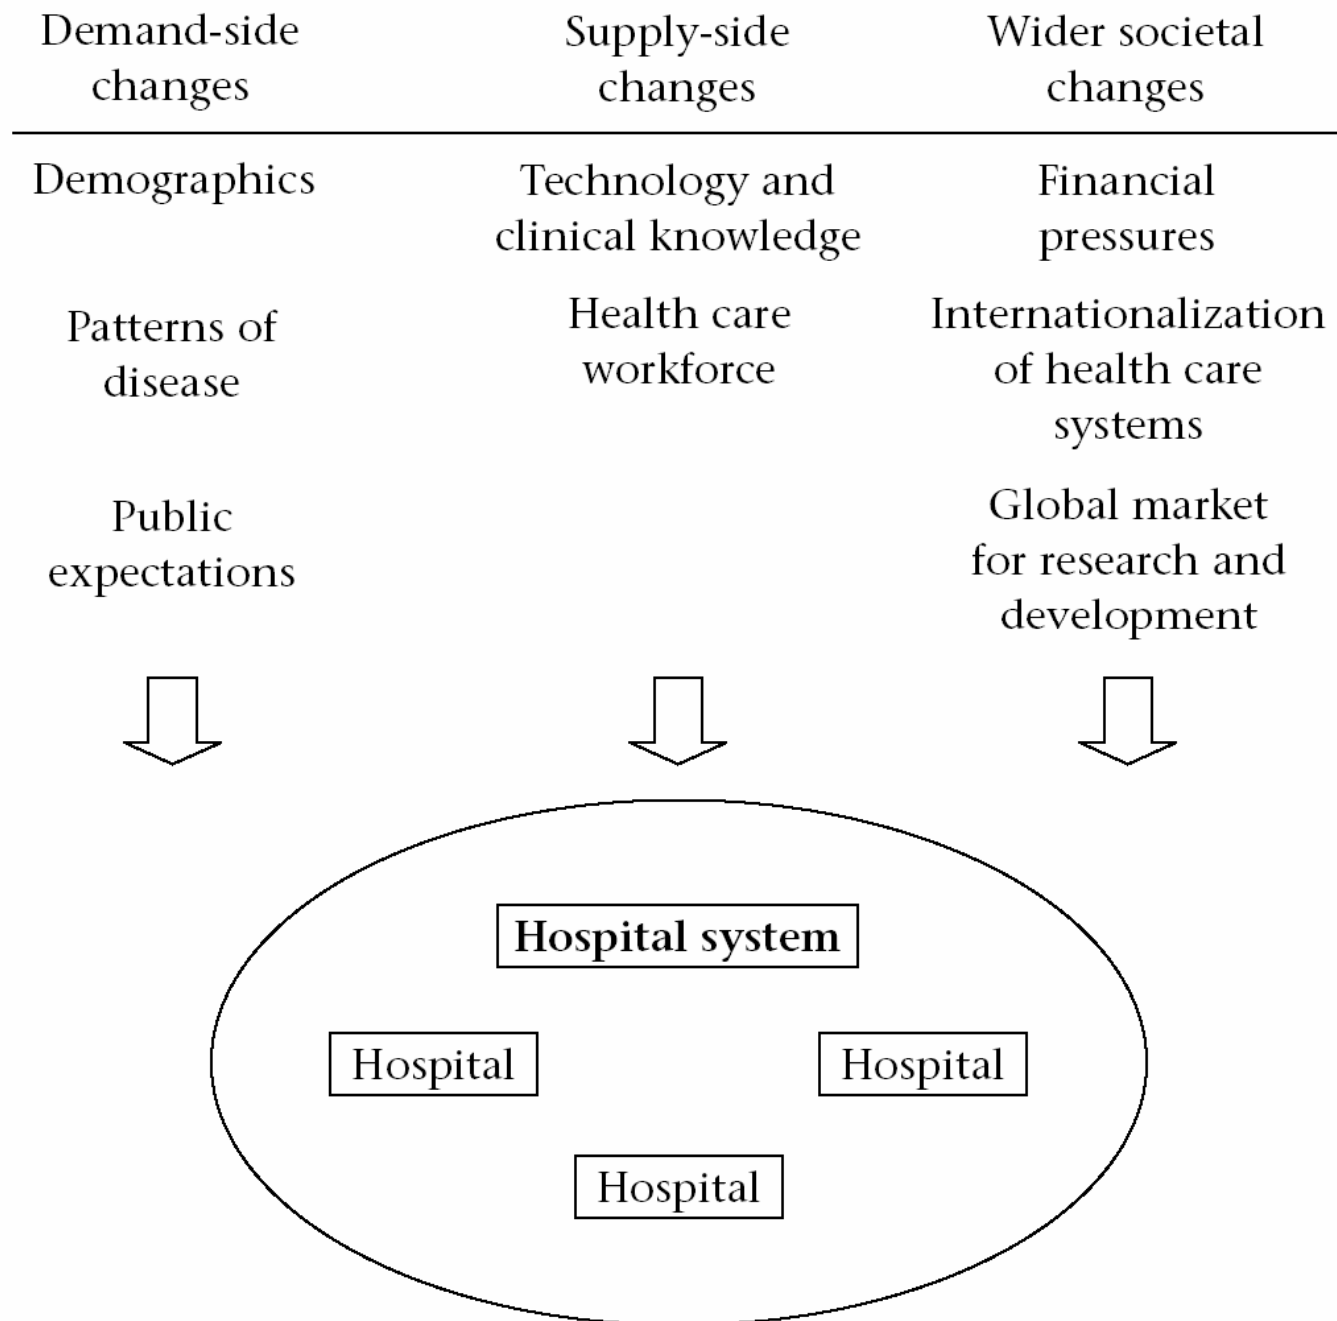 Demand-side
changes
Supply-side
changes
Wider societal
changes
Demographics
Technology and
clinical knowledge
Financial
pressures
Patterns of
disease
Health care
workforce
Internationalization
of health care
systems
Public
expectations
Global market
for research and
development
Hospital system
Hospital
Hospital
Hospital